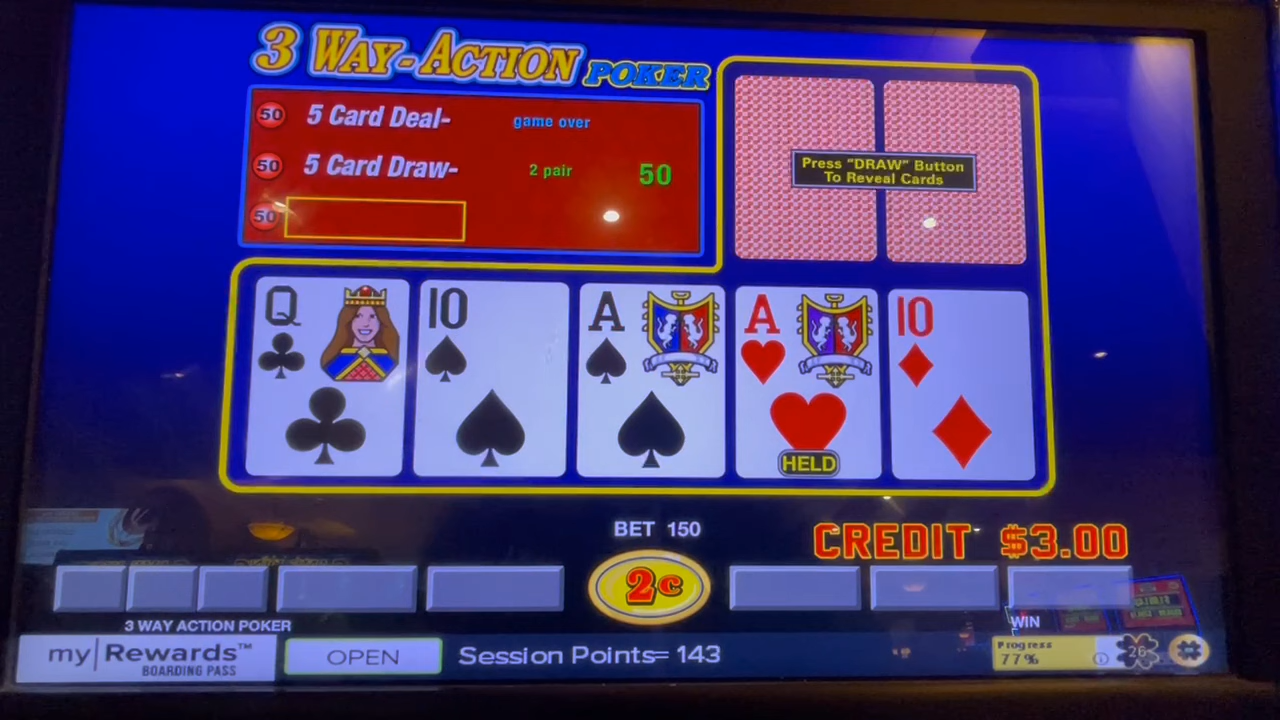 3 WAY-ACTION POKER
50 5 Card Deal- game over
50 5 Card Draw- 2 pair 50
50
Press "DRAW" Button
To Reveal Cards
Q 10 A A 10
HELD
BET 150
CREDIT $3.00
2¢
3 WAY ACTION POKER
WIN
my|Rewards™
BOARDING PASS
OPEN
Session Points= 143
Progress
77%
26